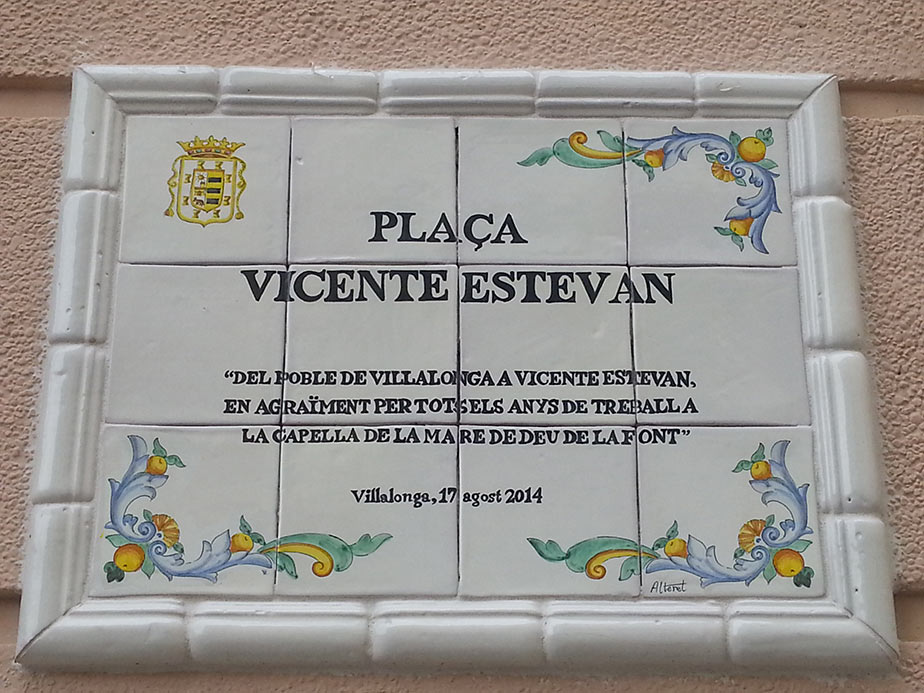 PLAÇA
VICENTE ESTEVAN
“DEL POBLE DE VILLALONGA A VICENTE ESTEVAN,
EN AGRAÏMENT PER TOTS ELS ANYS DE TREBALL A
LA CAPELLA DE LA MARE DE DEU DE LA FONT”
Villalonga, 17 agost 2014
Alteret